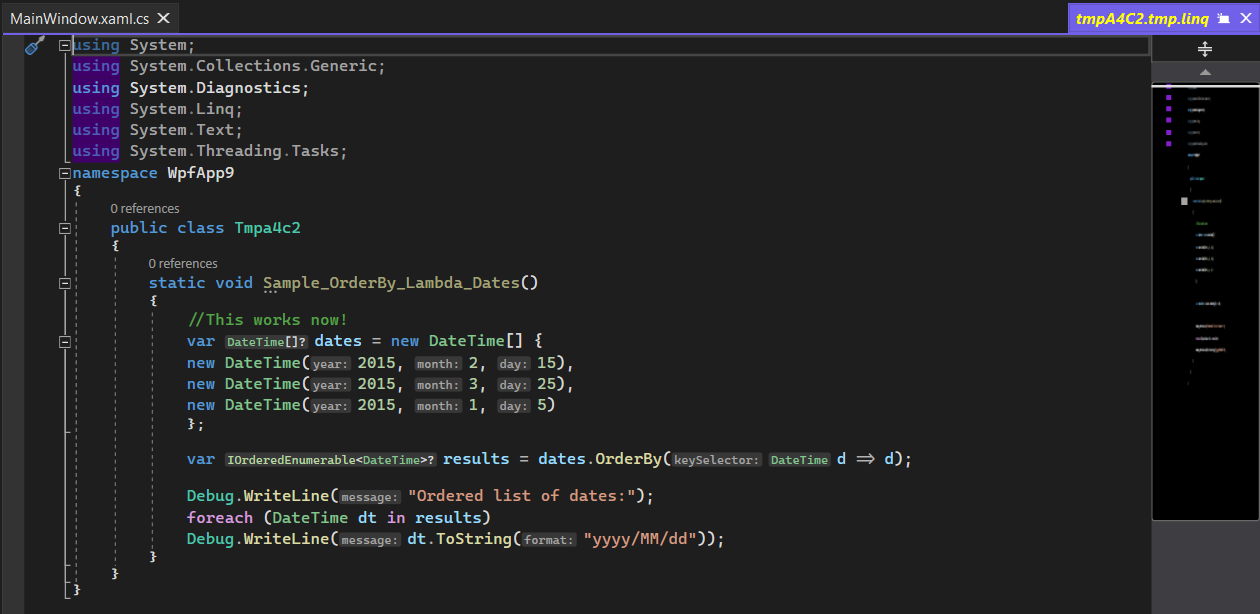 MainWindow.xaml.cs
tmpA4C2.tmp.linq
using System;
using System.Collections.Generic;
using System.Diagnostics;
using System.Linq;
using System.Text;
using System.Threading.Tasks;
namespace WpfApp9
{
0 references
public class Tmpa4c2
{
0 references
static void Sample_OrderBy_Lambda_Dates()
{
//This works now!
var DateTime[]? dates = new DateTime[] {
new DateTime(year: 2015, month: 2, day: 15),
new DateTime(year: 2015, month: 3, day: 25),
new DateTime(year: 2015, month: 1, day: 5)
};
var IOrderedEnumerable<DateTime>? results = dates.OrderBy(keySelector: DateTime d => d);
Debug.WriteLine(message: "Ordered list of dates:");
foreach (DateTime dt in results)
Debug.WriteLine(message: dt.ToString(format: "yyyy/MM/dd"));
}
}
}